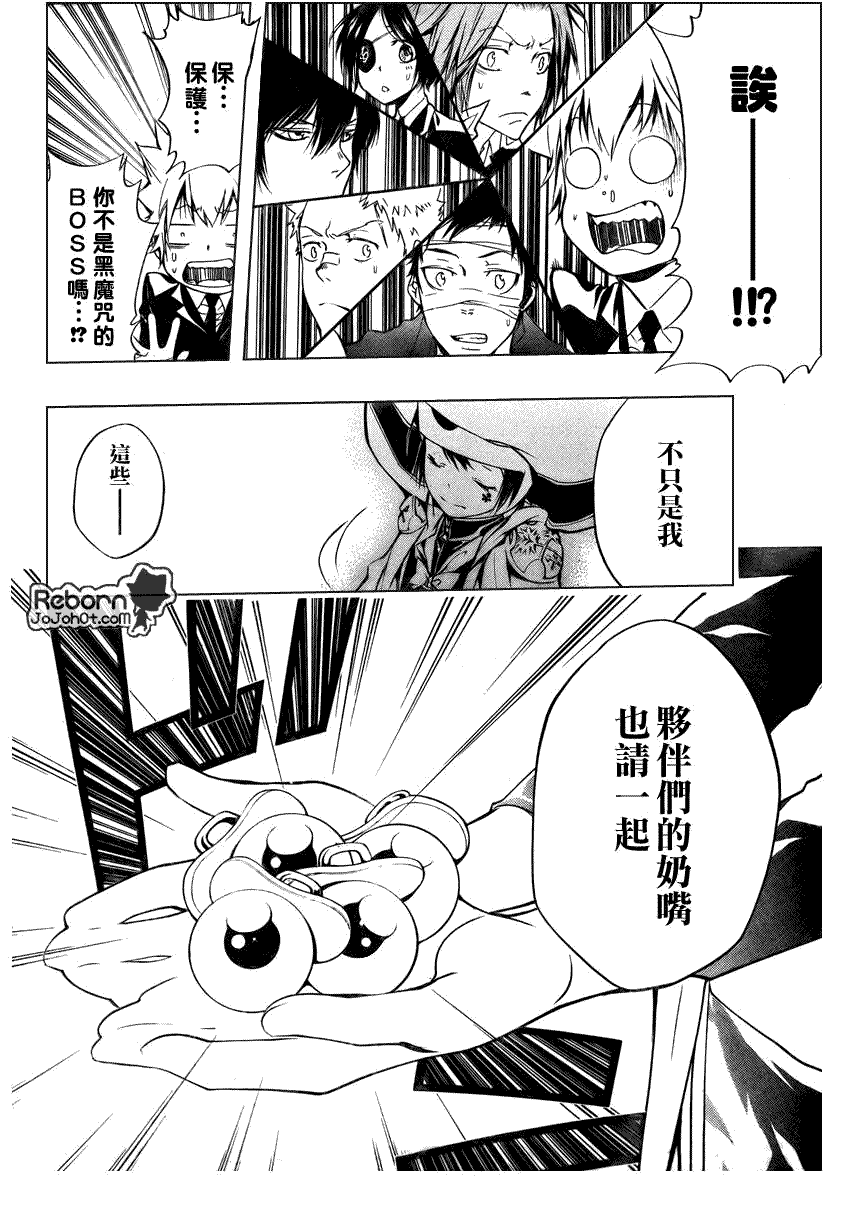 誒——!!?
保…
保護…
你不是黑魔咒的
BOSS嗎…!?
不只是我
這些——
夥伴們的奶嘴
也請一起
Reborn
JoJoHOt.com